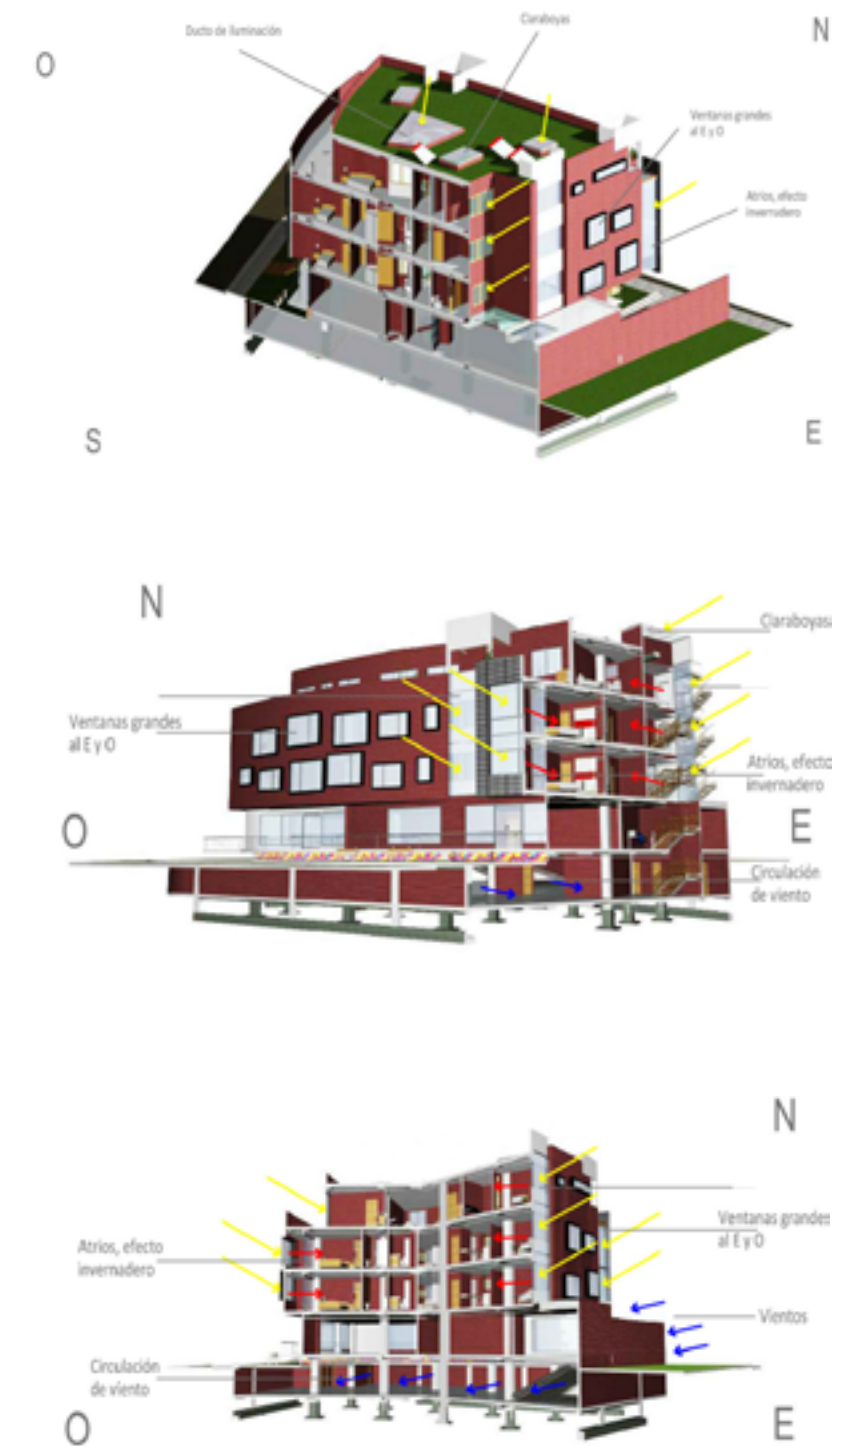 Ducto de iluminación
Claraboyas
N
O
Ventanas grandes
al E y O
Atrios, efecto
invernadero
S
E
N
Claraboyas
Ventanas grandes
al E y O
Atrios, efecto
invernadero
O
E
Circulación
de viento
N
Ventanas grandes
al E y O
Atrios, efecto
invernadero
Vientos
Circulación
de viento
O
E